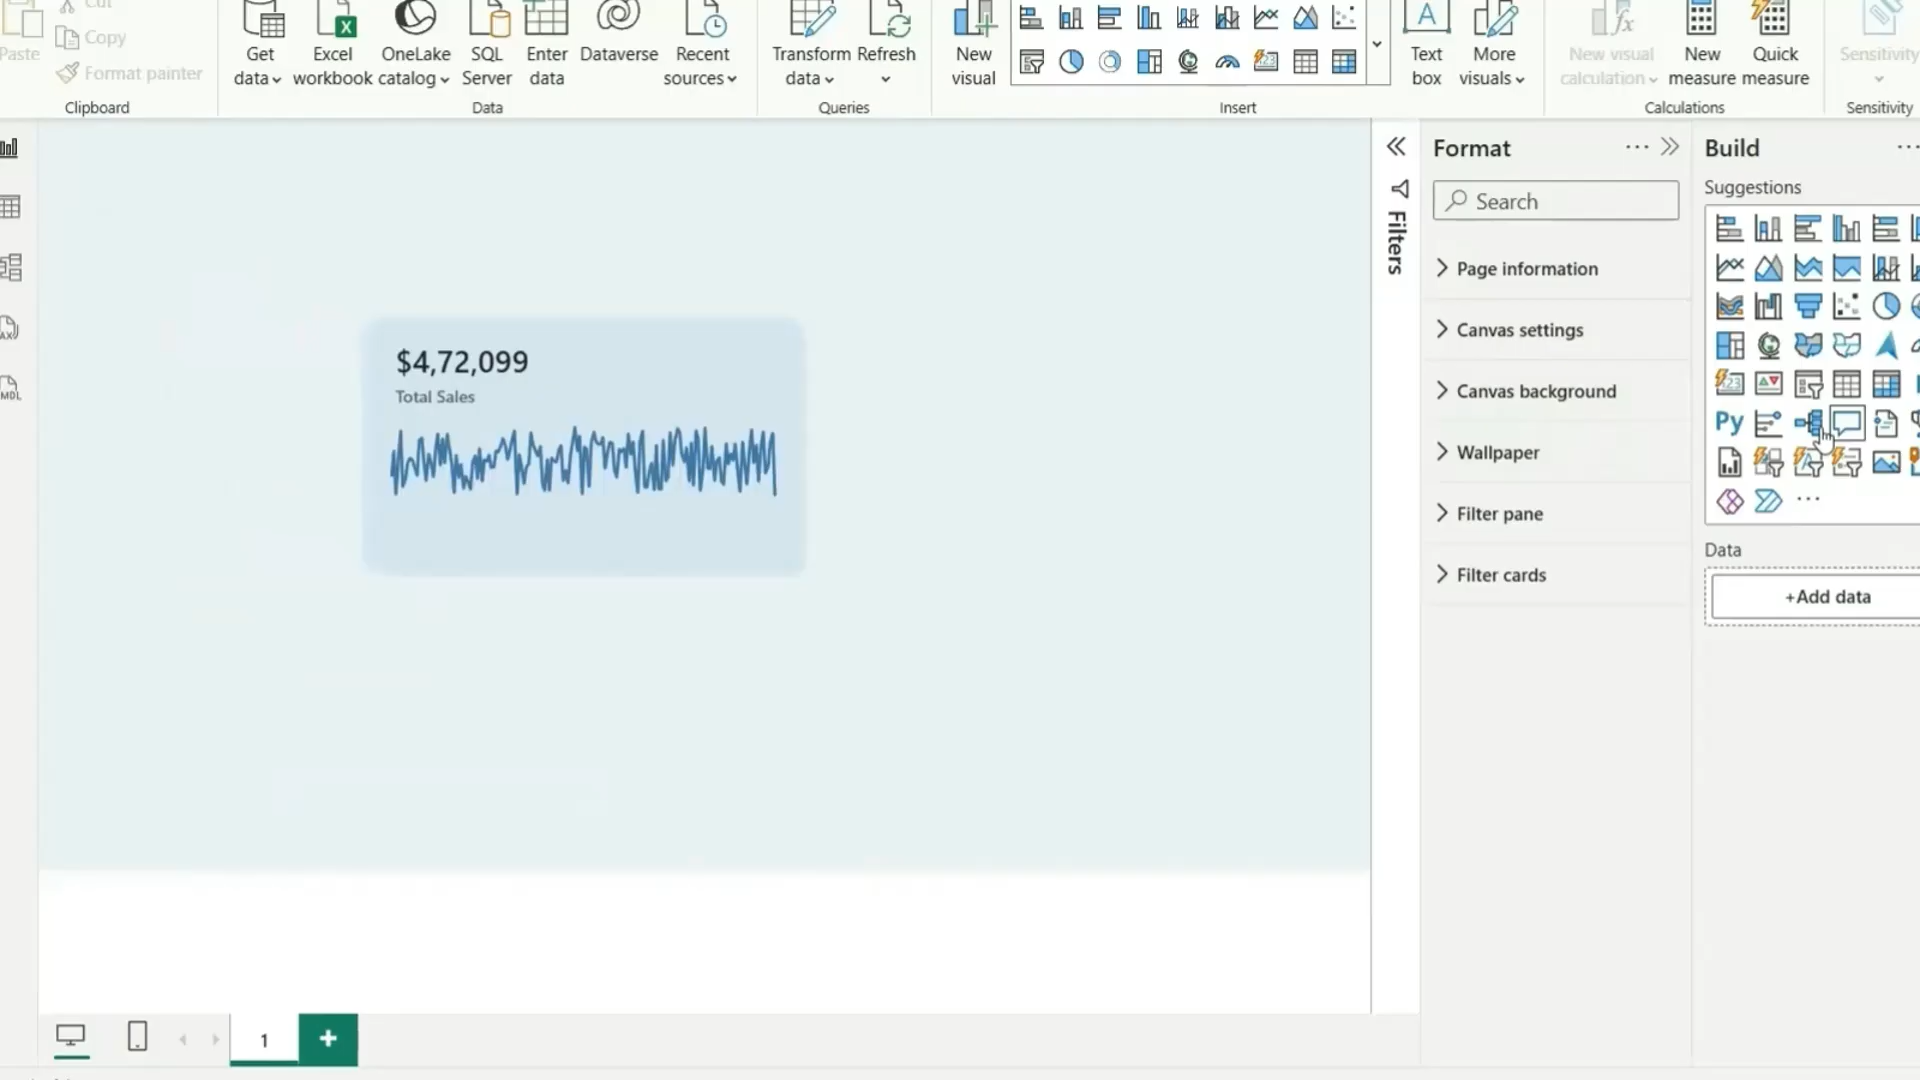 Cut
Paste
Copy
Format painter
Clipboard
Get data
Excel workbook
OneLake catalog
SQL Server
Enter data
Dataverse
Recent sources
Data
Transform data
Refresh
Queries
New visual
Insert
A
Text box
More visuals
New visual calculation
New measure
Quick measure
Calculations
Sensitivity
Sensitivity
$4,72,099
Total Sales
Filters
Format
Search
Page information
Canvas settings
Canvas background
Wallpaper
Filter pane
Filter cards
Build
Suggestions
123
Py
Data
+Add data
1